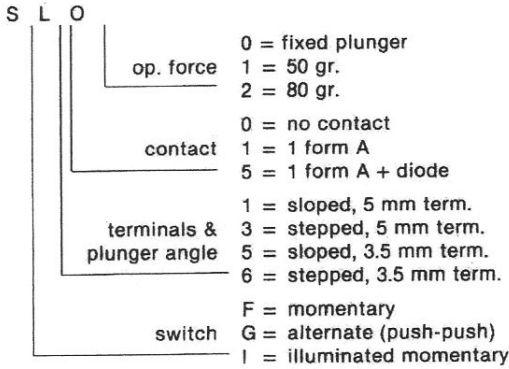 S L O
0 = fixed plunger
op. force 1 = 50 gr.
2 = 80 gr.
0 = no contact
contact 1 = 1 form A
5 = 1 form A + diode
1 = sloped, 5 mm term.
terminals & 3 = stepped, 5 mm term.
plunger angle 5 = sloped, 3.5 mm term.
6 = stepped, 3.5 mm term.
F = momentary
switch G = alternate (push-push)
I = illuminated momentary